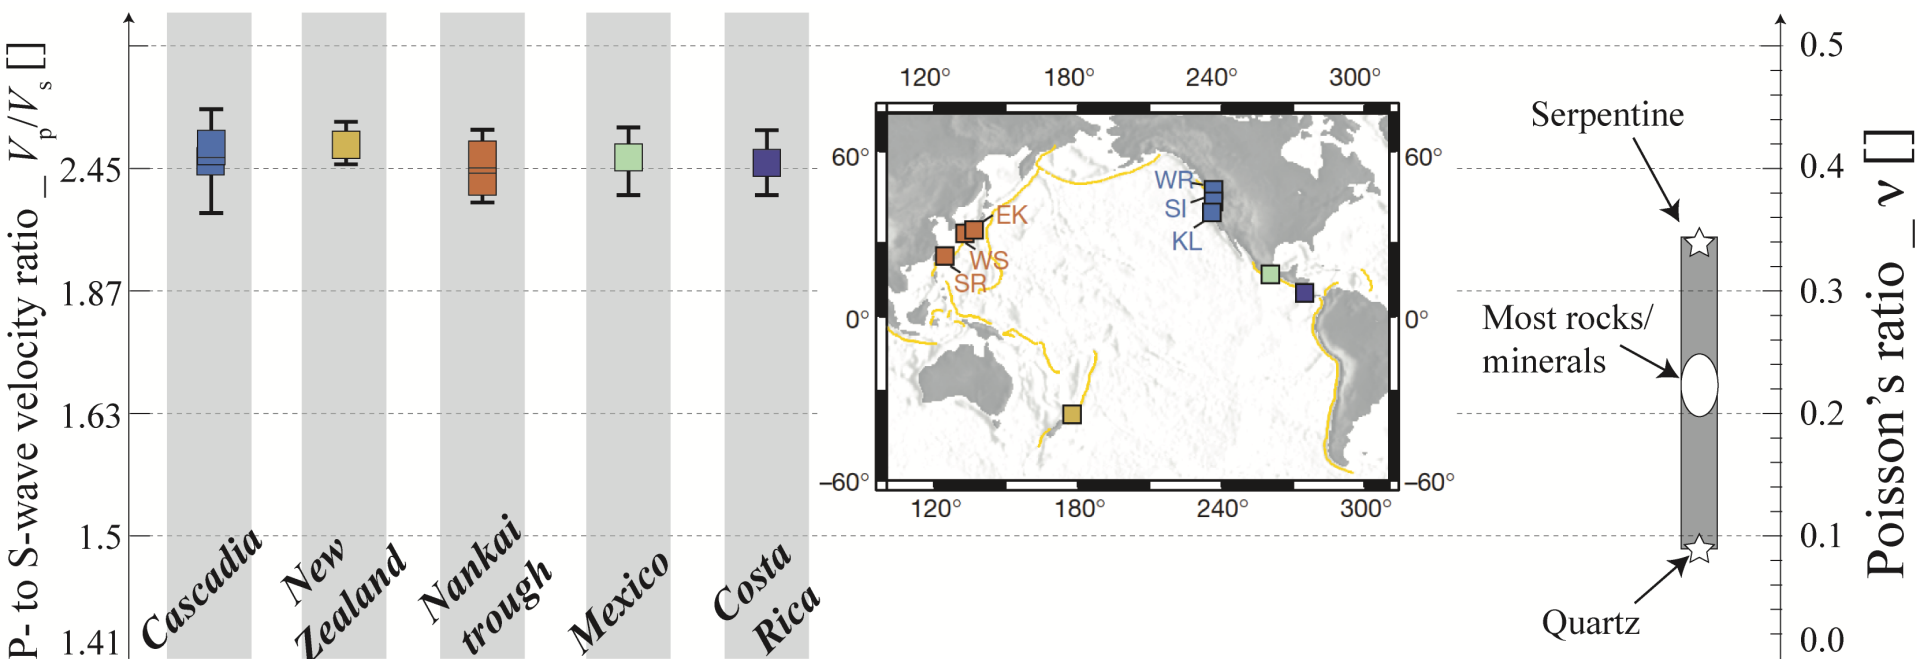 P- to S-wave velocity ratio _ Vp/Vs []
2.45
1.87
1.63
1.5
1.41
Cascadia
New
Zealand
Nankai
trough
Mexico
Costa
Rica
120° 180° 240° 300°
60° 60°
0° 0°
−60° −60°
120° 180° 240° 300°
WR
SI
KL
EK
WS
SR
Serpentine
Most rocks/
minerals
Quartz
0.5
0.4
0.3
0.2
0.1
0.0
Poisson's ratio _ ν []